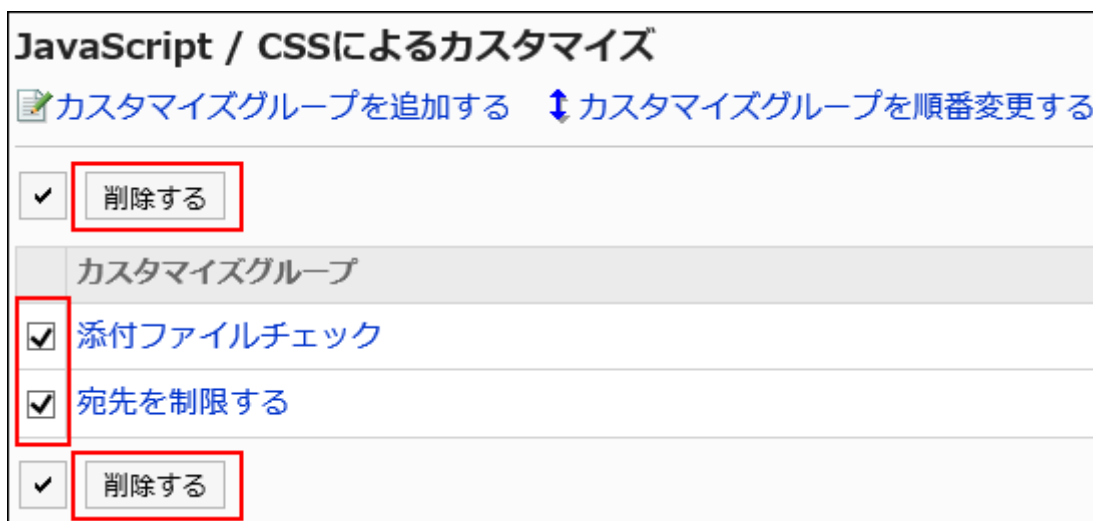 JavaScript / CSSによるカスタマイズ
カスタマイズグループを追加する カスタマイズグループを順番変更する
削除する
カスタマイズグループ
添付ファイルチェック
宛先を制限する
削除する